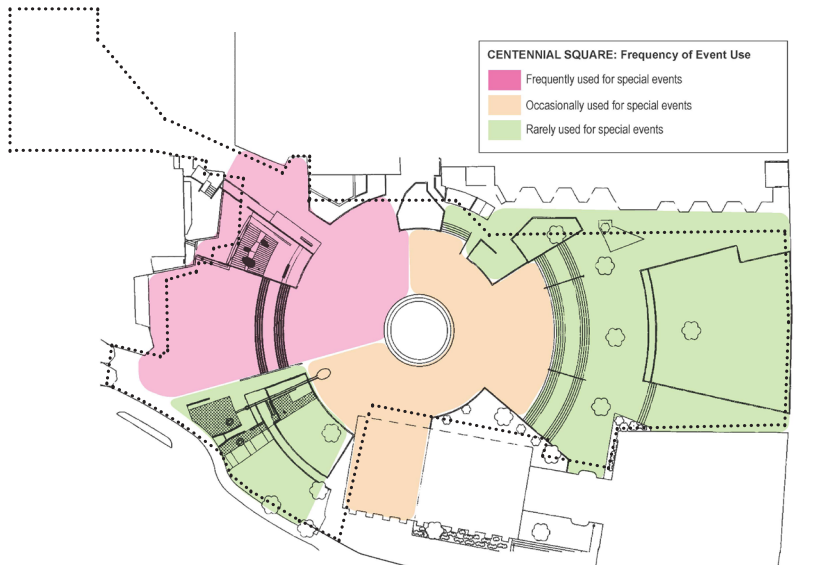 CENTENNIAL SQUARE: Frequency of Event Use
Frequently used for special events
Occasionally used for special events
Rarely used for special events